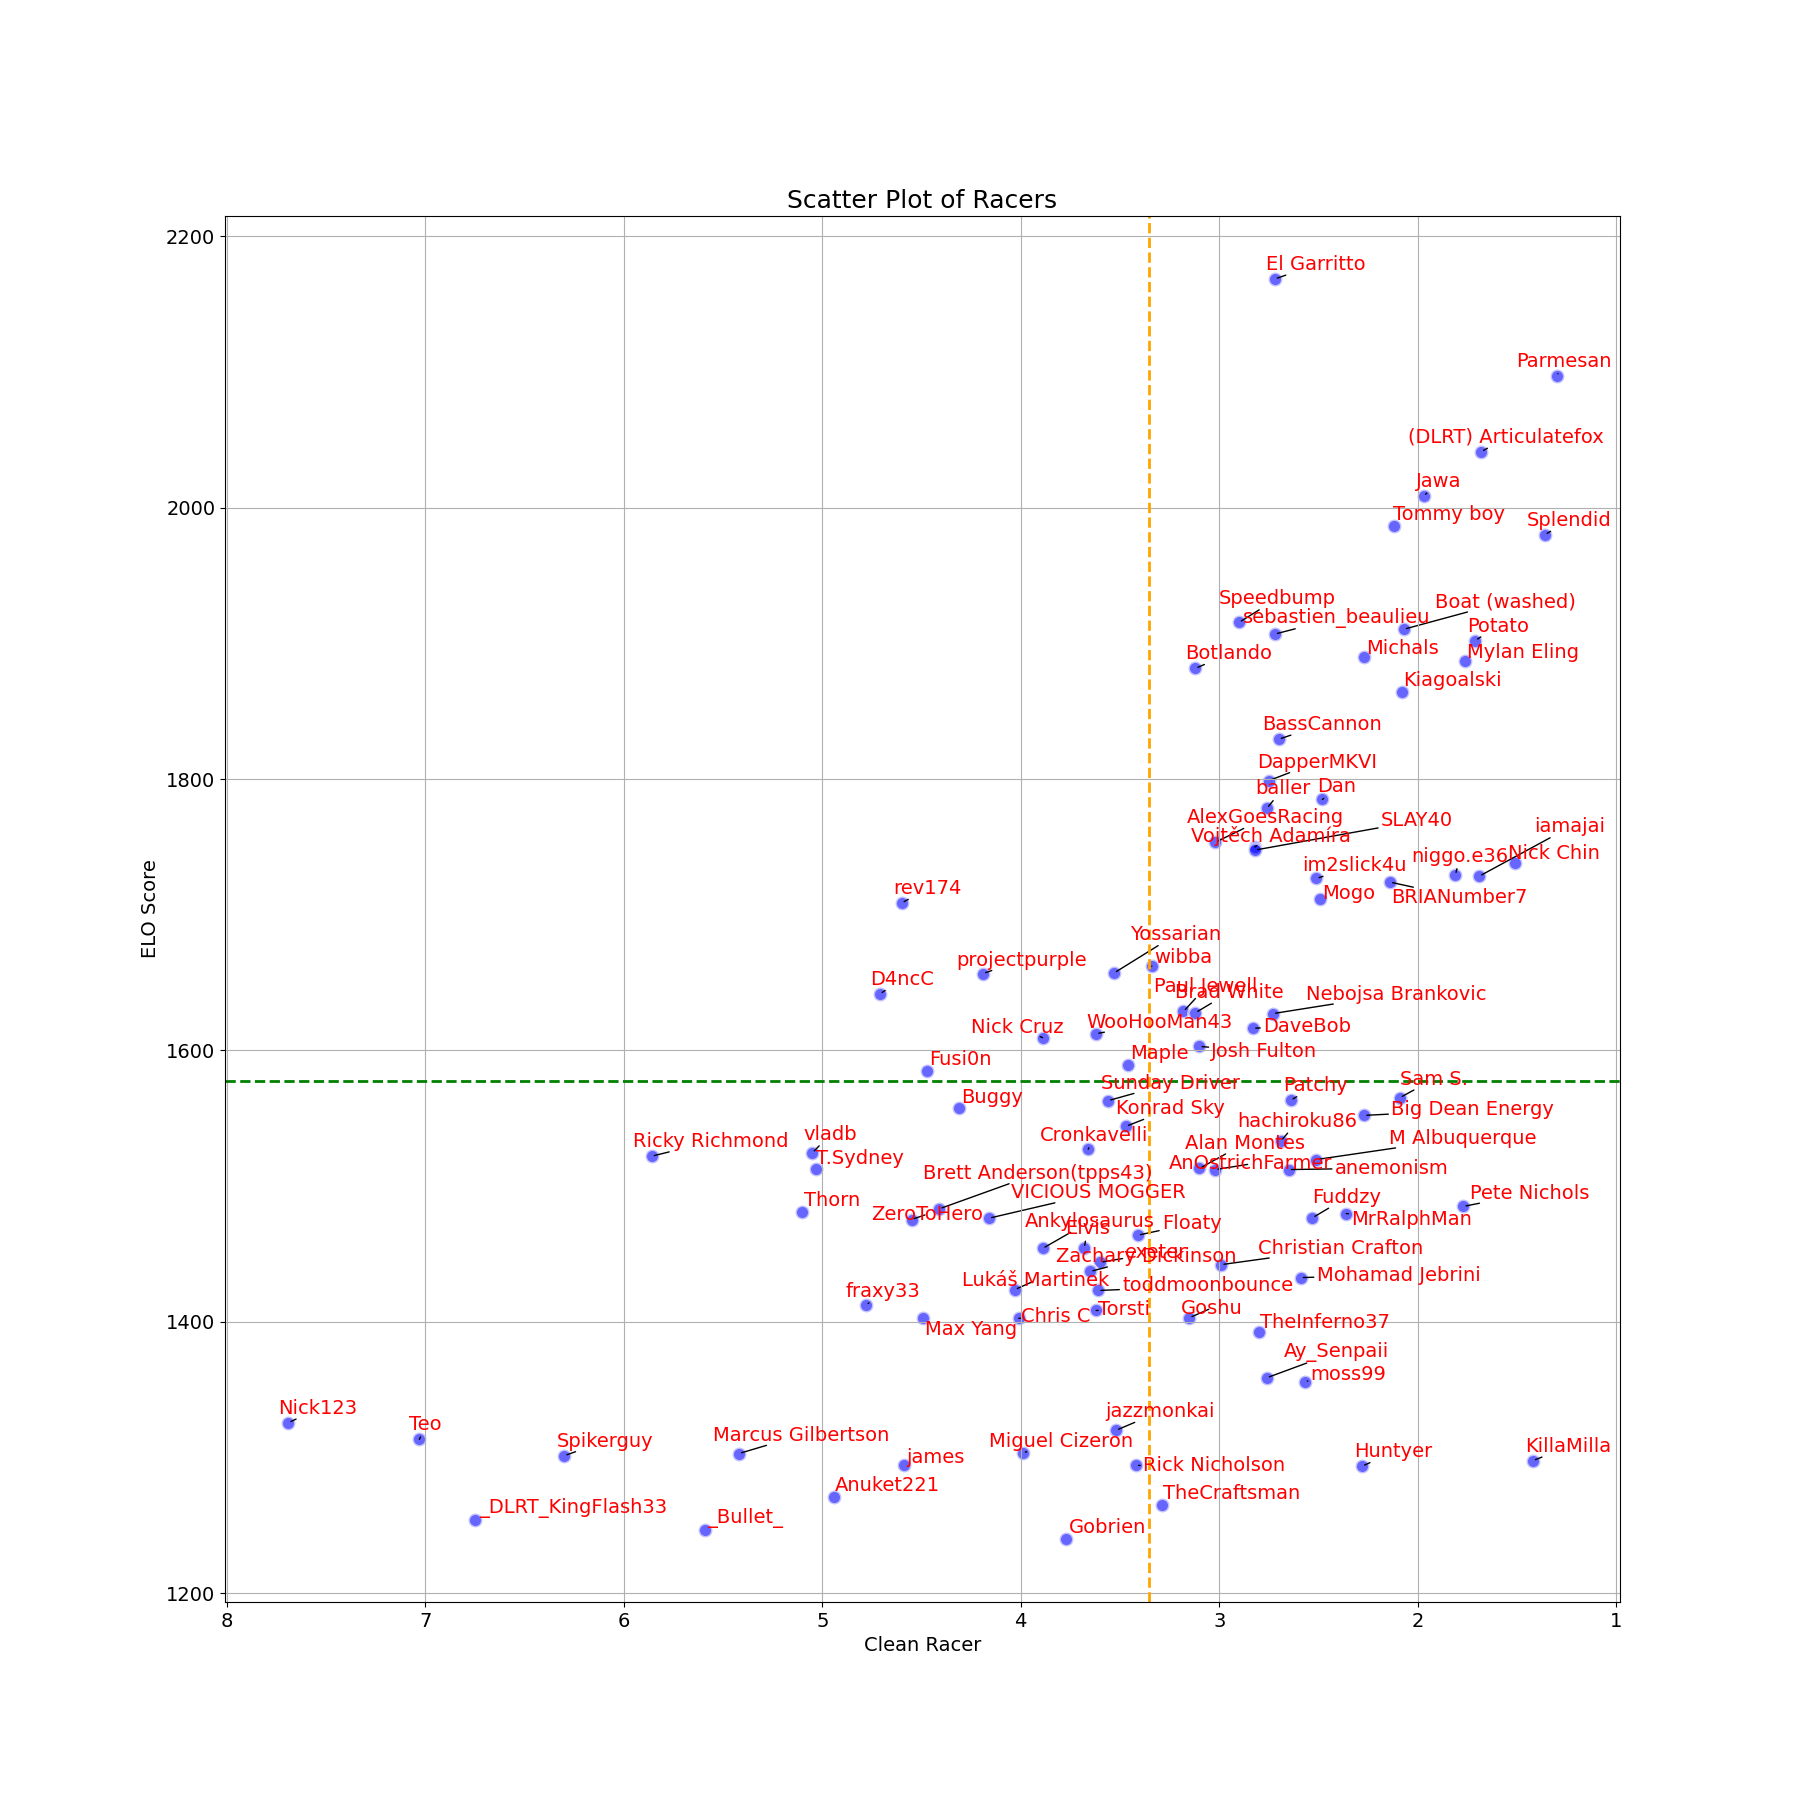 Scatter Plot of Racers
2200
El Garritto
Parmesan
(DLRT) Articulatefox
Jawa
2000
Tommy boy
Splendid
Speedbump
Boat (washed)
sebastien_beaulieu
Potato
Michals
Mylan Eling
Botlando
Kiagoalski
BassCannon
1800
DapperMKVI
baller
Dan
AlexGoesRacing
SLAY40
iamajai
Vojtěch Adamíra
niggo.e36
Nick Chin
im2slick4u
Mogo
BRIANumber7
rev174
Yossarian
wibba
projectpurple
D4ncC
Paul Jewell
Brad White
Nebojsa Brankovic
WooHooMan43
DaveBob
Nick Cruz
1600
Josh Fulton
Maple
Fusi0n
Sunday Driver
Patchy
Sam S.
Buggy
Konrad Sky
Big Dean Energy
hachiroku86
Cronkavelli
vladb
Ricky Richmond
Alan Montes
M Albuquerque
T.Sydney
AnOstrichFarmer
anemonism
Brett Anderson(tpps43)
VICIOUS MOGGER
Thorn
Fuddzy
Pete Nichols
ZeroToHero
MrRalphMan
Ankylosaurus
Elvis
Floaty
exeter
Zachary Dickinson
Christian Crafton
Mohamad Jebrini
Lukáš Martinek
toddmoonbounce
fraxy33
Chris C
Torsti
Goshu
1400
Max Yang
TheInferno37
Ay_Senpaii
moss99
Nick123
Teo
jazzmonkai
Spikerguy
Marcus Gilbertson
Miguel Cizeron
james
Rick Nicholson
Huntyer
KillaMilla
Anuket221
TheCraftsman
_DLRT_KingFlash33
_Bullet_
Gobrien
1200
8 7 6 5 4 3 2 1
Clean Racer
ELO Score